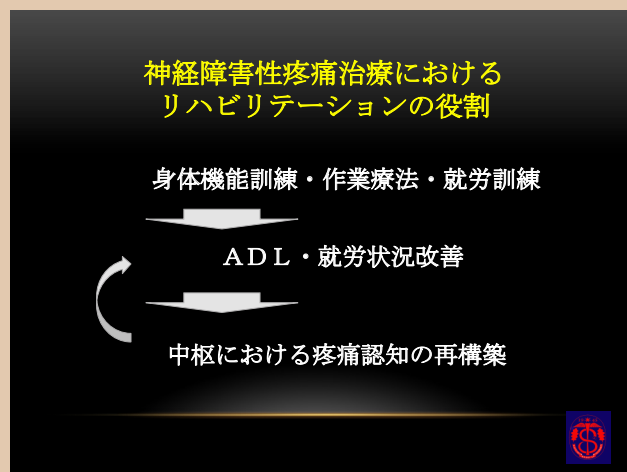 神経障害性疼痛治療における
リハビリテーションの役割
身体機能訓練・作業療法・就労訓練
ＡＤＬ・就労状況改善
中枢における疼痛認知の再構築